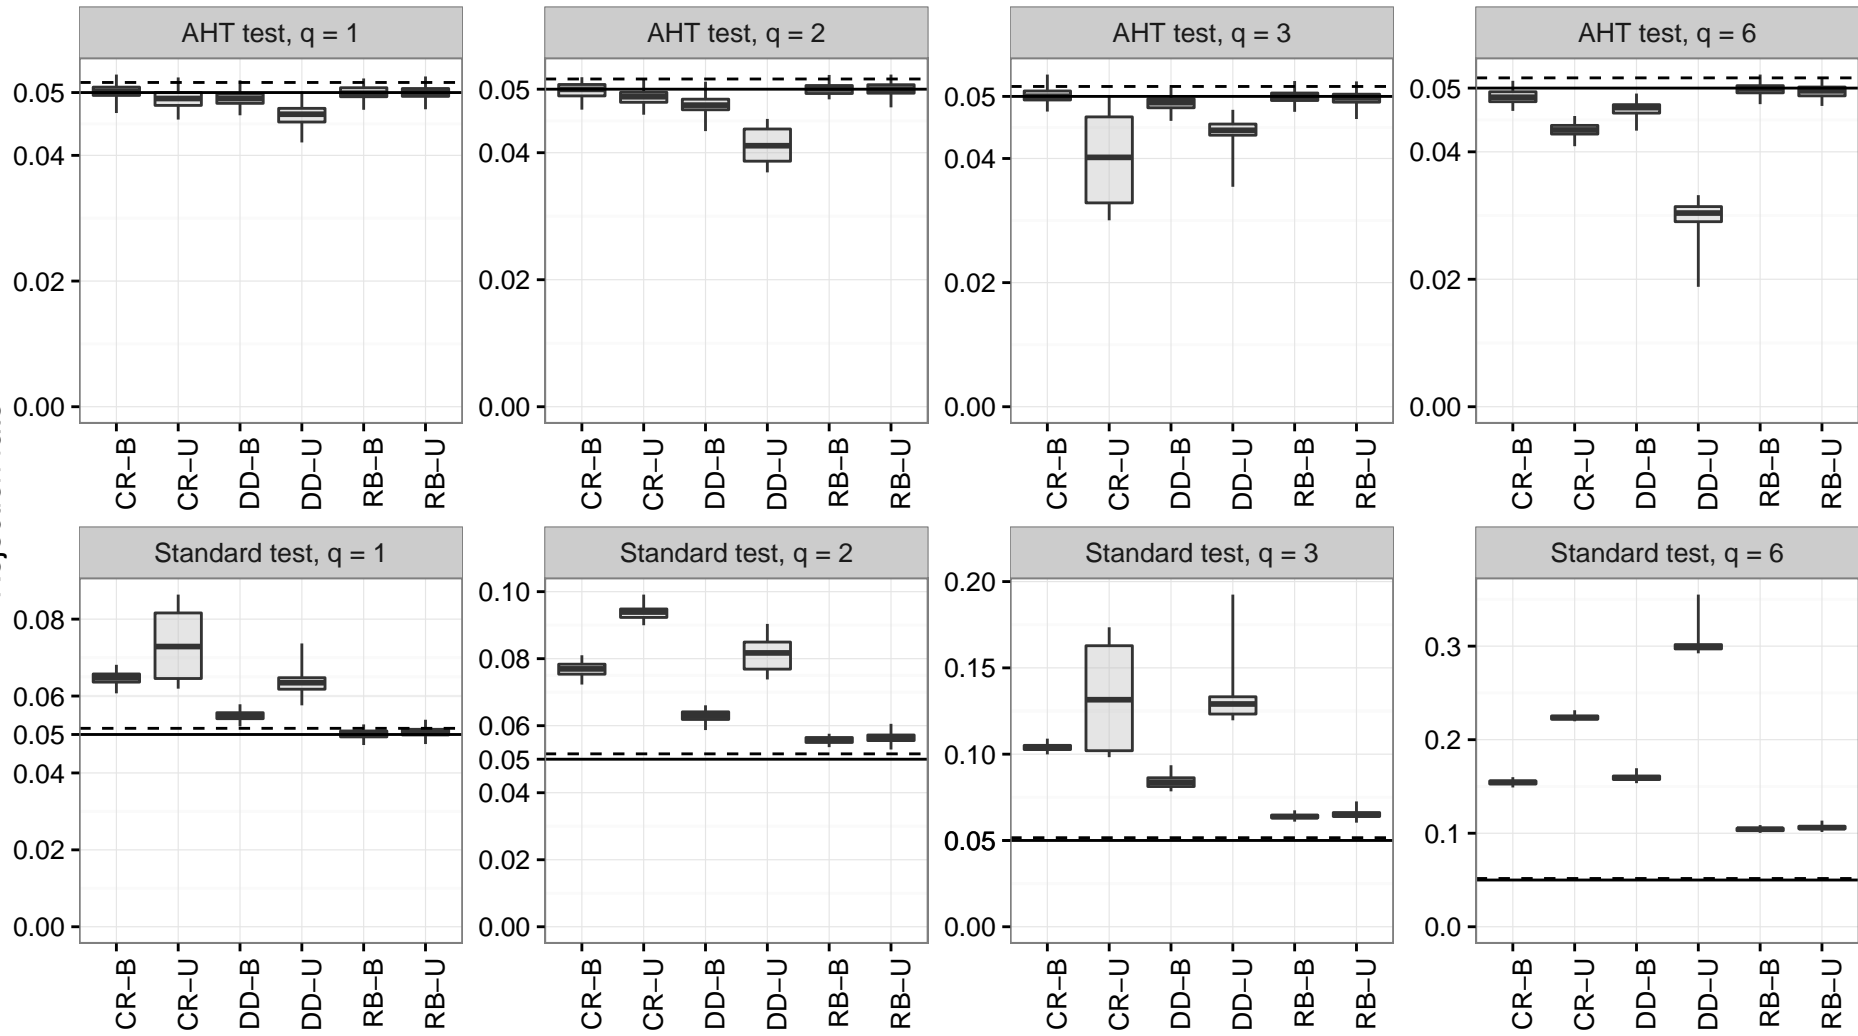 AHT test, q = 1
AHT test, q = 2
AHT test, q = 3
AHT test, q = 6
0.05
0.04
0.02
0.00
0.05
0.04
0.02
0.00
0.05
0.04
0.02
0.00
0.05
0.04
0.02
0.00
CR−B
CR−U
DD−B
DD−U
RB−B
RB−U
CR−B
CR−U
DD−B
DD−U
RB−B
RB−U
CR−B
CR−U
DD−B
DD−U
RB−B
RB−U
CR−B
CR−U
DD−B
DD−U
RB−B
RB−U
Standard test, q = 1
Standard test, q = 2
Standard test, q = 3
Standard test, q = 6
0.08
0.06
0.05
0.04
0.02
0.00
0.10
0.08
0.06
0.05
0.04
0.02
0.00
0.20
0.15
0.10
0.05
0.00
0.3
0.2
0.1
0.0
CR−B
CR−U
DD−B
DD−U
RB−B
RB−U
CR−B
CR−U
DD−B
DD−U
RB−B
RB−U
CR−B
CR−U
DD−B
DD−U
RB−B
RB−U
CR−B
CR−U
DD−B
DD−U
RB−B
RB−U